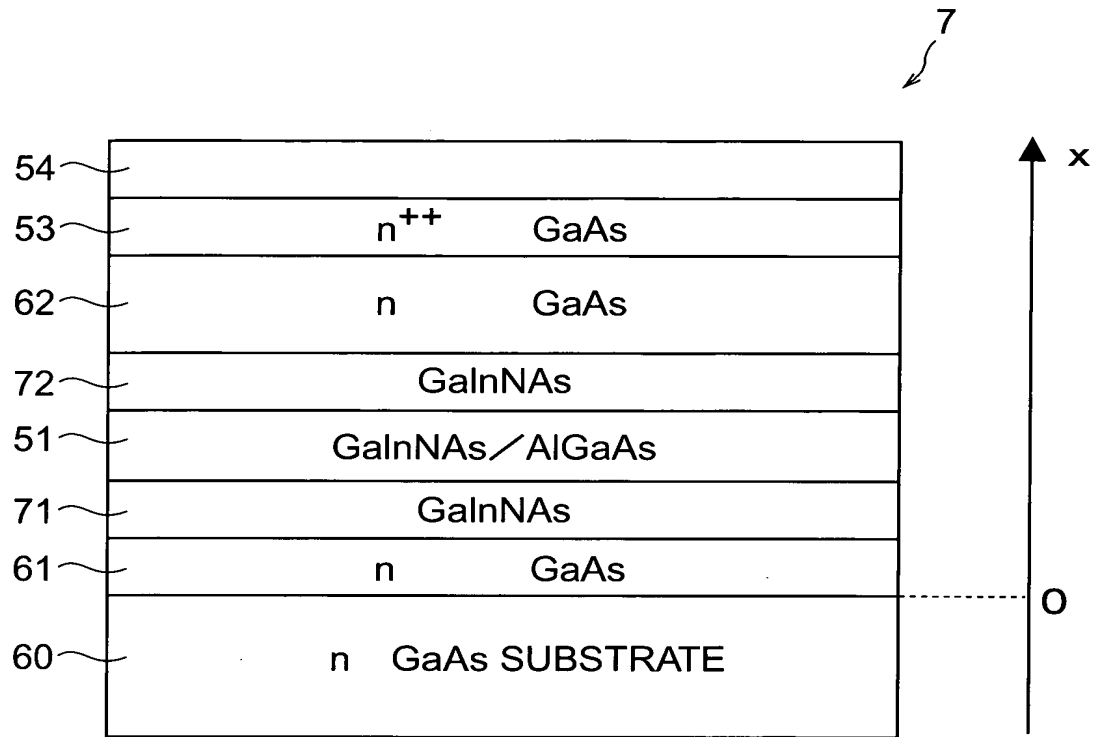 7
x
54
53 n++ GaAs
62 n GaAs
72 GaInNAs
51 GaInNAs/AlGaAs
71 GaInNAs
61 n GaAs
O
60 n GaAs SUBSTRATE